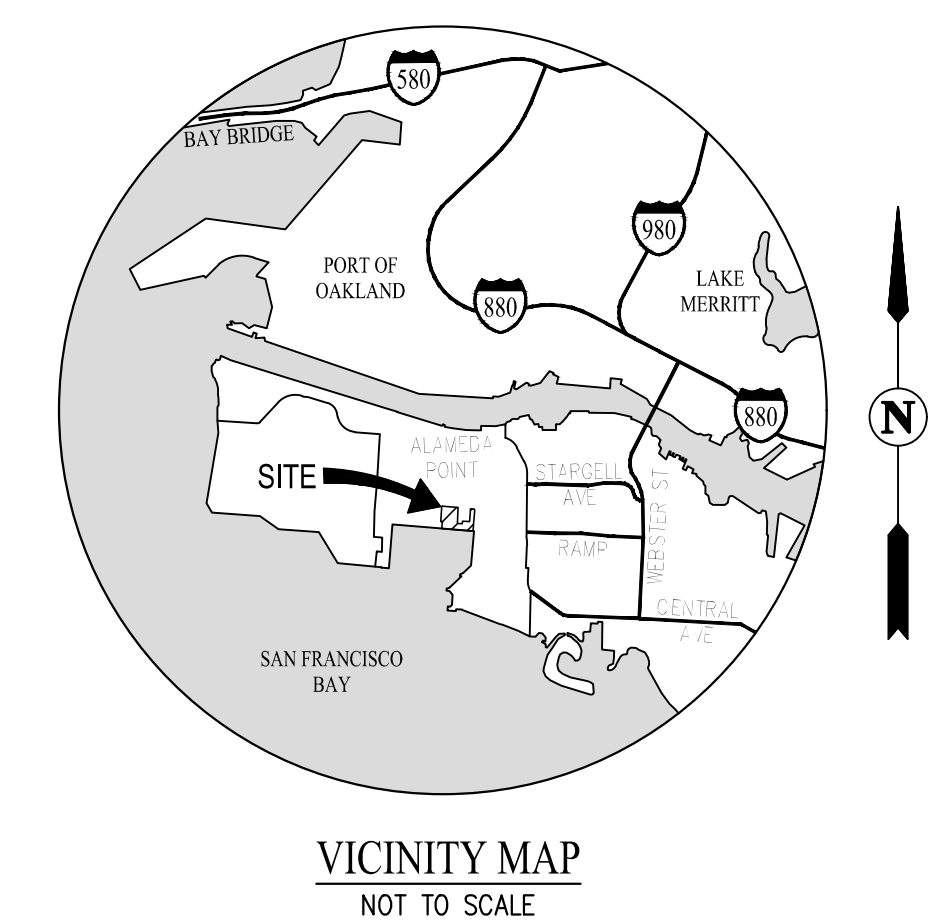 580
BAY BRIDGE
980
PORT OF
OAKLAND
LAKE
MERRITT
880
880
N
ALAMEDA
POINT
SITE
STARGELL
AVE
WEBSTER ST
RAMP
CENTRAL
AVE
SAN FRANCISCO
BAY
VICINITY MAP
NOT TO SCALE